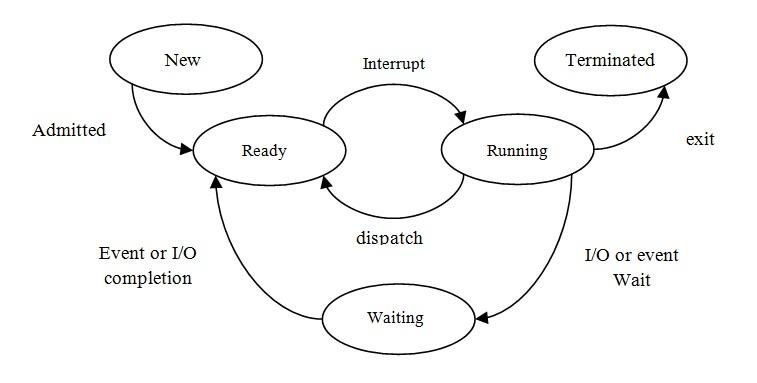 New
Interrupt
Terminated
Admitted
Ready
Running
exit
dispatch
Event or I/O
completion
I/O or event
Wait
Waiting